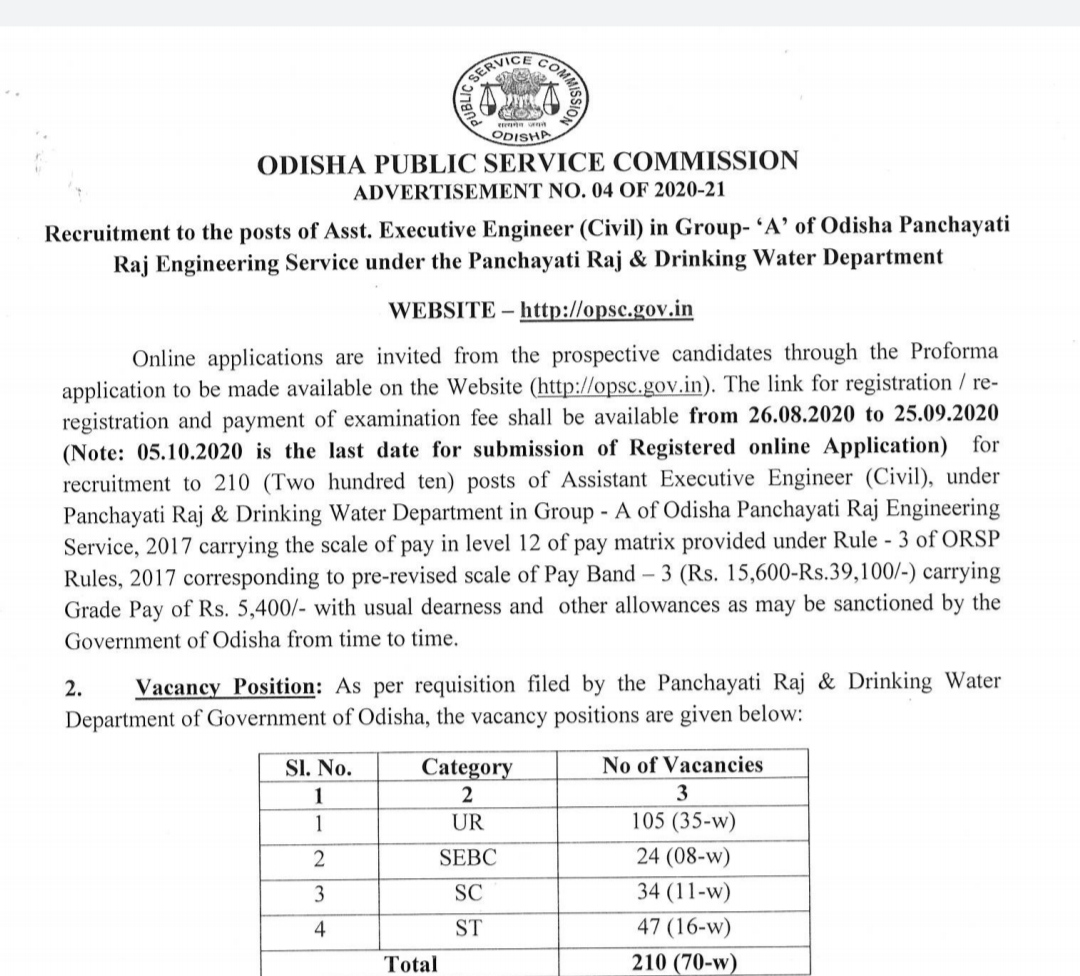 PUBLIC SERVICE COMMISSION
ODISHA
ODISHA PUBLIC SERVICE COMMISSION
ADVERTISEMENT NO. 04 OF 2020-21
Recruitment to the posts of Asst. Executive Engineer (Civil) in Group- ‘A’ of Odisha Panchayati
Raj Engineering Service under the Panchayati Raj & Drinking Water Department
WEBSITE – http://opsc.gov.in
Online applications are invited from the prospective candidates through the Proforma
application to be made available on the Website (http://opsc.gov.in). The link for registration / re-
registration and payment of examination fee shall be available from 26.08.2020 to 25.09.2020
(Note: 05.10.2020 is the last date for submission of Registered online Application) for
recruitment to 210 (Two hundred ten) posts of Assistant Executive Engineer (Civil), under
Panchayati Raj & Drinking Water Department in Group - A of Odisha Panchayati Raj Engineering
Service, 2017 carrying the scale of pay in level 12 of pay matrix provided under Rule - 3 of ORSP
Rules, 2017 corresponding to pre-revised scale of Pay Band – 3 (Rs. 15,600-Rs.39,100/-) carrying
Grade Pay of Rs. 5,400/- with usual dearness and other allowances as may be sanctioned by the
Government of Odisha from time to time.
2. Vacancy Position: As per requisition filed by the Panchayati Raj & Drinking Water
Department of Government of Odisha, the vacancy positions are given below:
Sl. No. Category No of Vacancies
1 2 3
1 UR 105 (35-w)
2 SEBC 24 (08-w)
3 SC 34 (11-w)
4 ST 47 (16-w)
Total 210 (70-w)